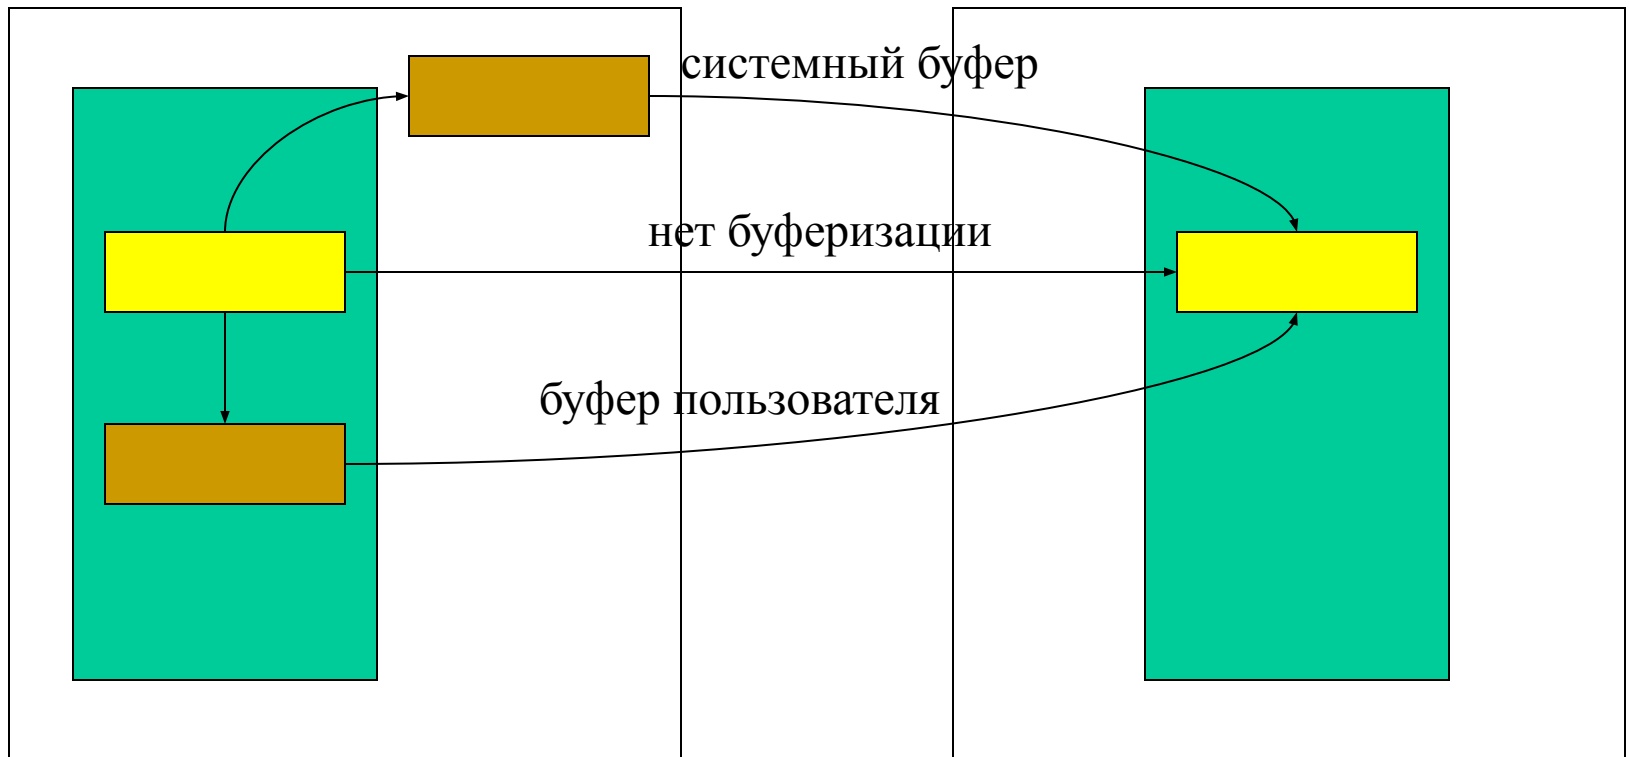 системный буфер
нет буферизации
буфер пользователя